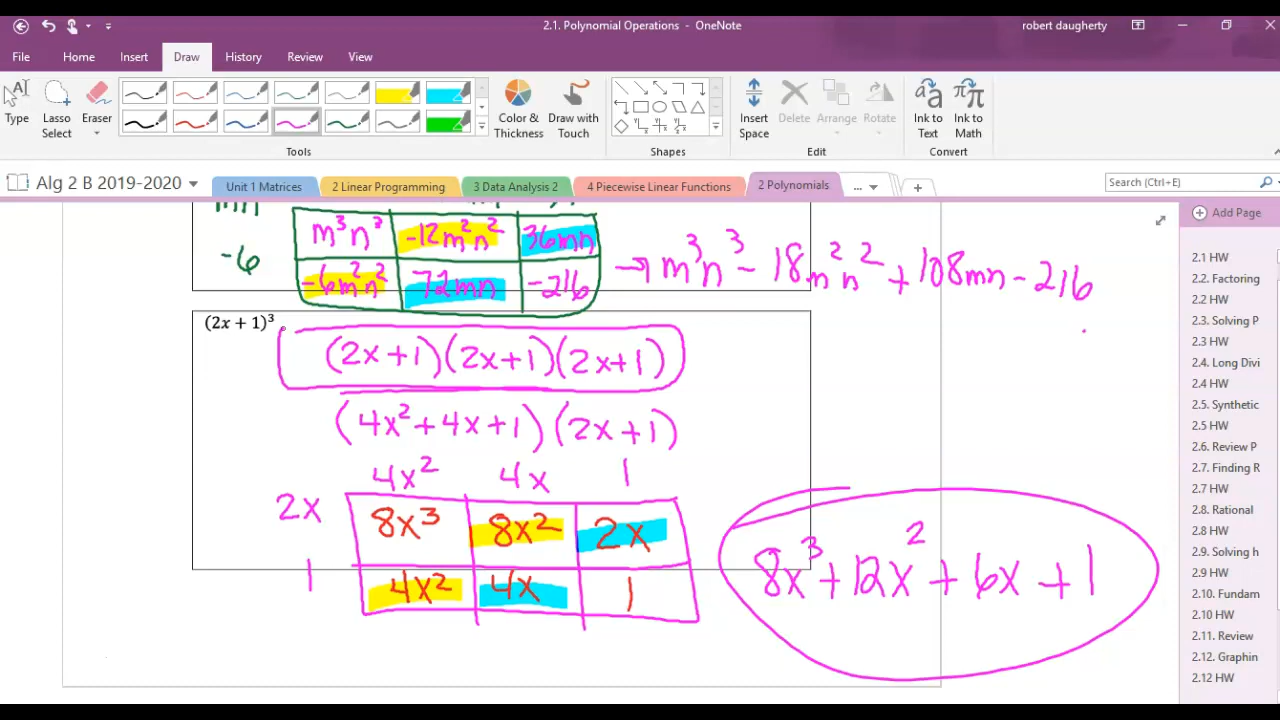 2.1. Polynomial Operations - OneNote
robert daugherty
File Home Insert Draw History Review View
Type
Lasso Select
Eraser
Color & Thickness
Draw with Touch
Insert Space
Delete
Arrange
Rotate
Ink to Text
Ink to Math
Tools
Shapes
Edit
Convert
Alg 2 B 2019-2020
Unit 1 Matrices
2 Linear Programming
3 Data Analysis 2
4 Piecewise Linear Functions
2 Polynomials
...
+
Search (Ctrl+E)
Add Page
2.1 HW
2.2. Factoring
2.2 HW
2.3. Solving P
2.3 HW
2.4. Long Divi
2.4 HW
2.5. Synthetic
2.5 HW
2.6. Review P
2.7. Finding R
2.7 HW
2.8. Rational
2.8 HW
2.9. Solving h
2.9 HW
2.10. Fundam
2.10 HW
2.11. Review
2.12. Graphin
2.12 HW
mn
m³n³ -12m²n² 36mn
-6 -6m²n² 72mn -216
→ m³n³ - 18m²n² + 108mn - 216
(2x + 1)³
(2x+1)(2x+1)(2x+1)
(4x²+4x+1)(2x+1)
4x² 4x 1
2x 8x³ 8x² 2x
1 4x² 4x 1
8x³+12x²+6x+1